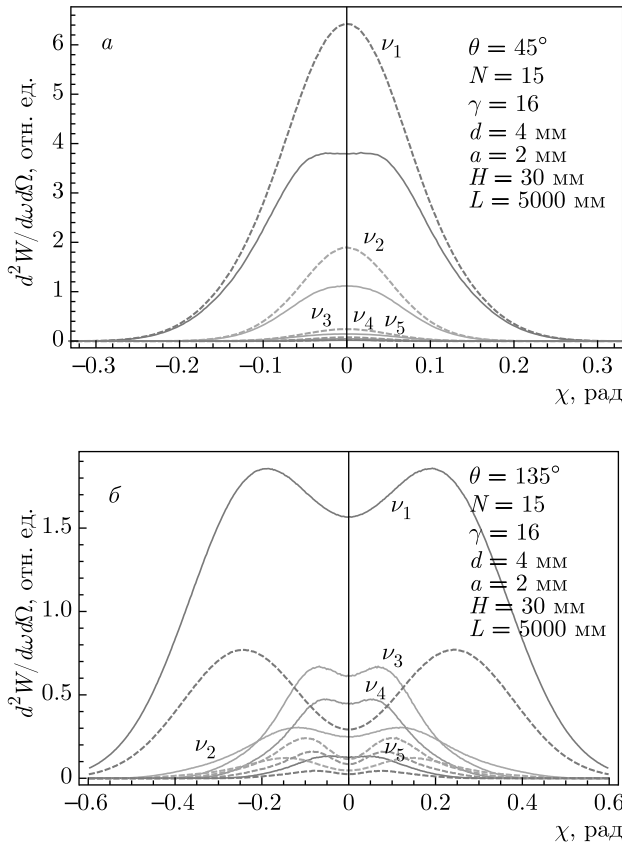 а
ν1
θ = 45°
N = 15
γ = 16
d = 4 мм
a = 2 мм
H = 30 мм
L = 5000 мм
d²W/dωdΩ, отн. ед.
6
5
4
3
2
1
0
ν2
ν3
ν4
ν5
−0.3 −0.2 −0.1 0 0.1 0.2 0.3
χ, рад
б
ν1
θ = 135°
N = 15
γ = 16
d = 4 мм
a = 2 мм
H = 30 мм
L = 5000 мм
d²W/dωdΩ, отн. ед.
1.5
1.0
0.5
0
ν3
ν4
ν2
ν5
−0.6 −0.4 −0.2 0 0.2 0.4 0.6
χ, рад